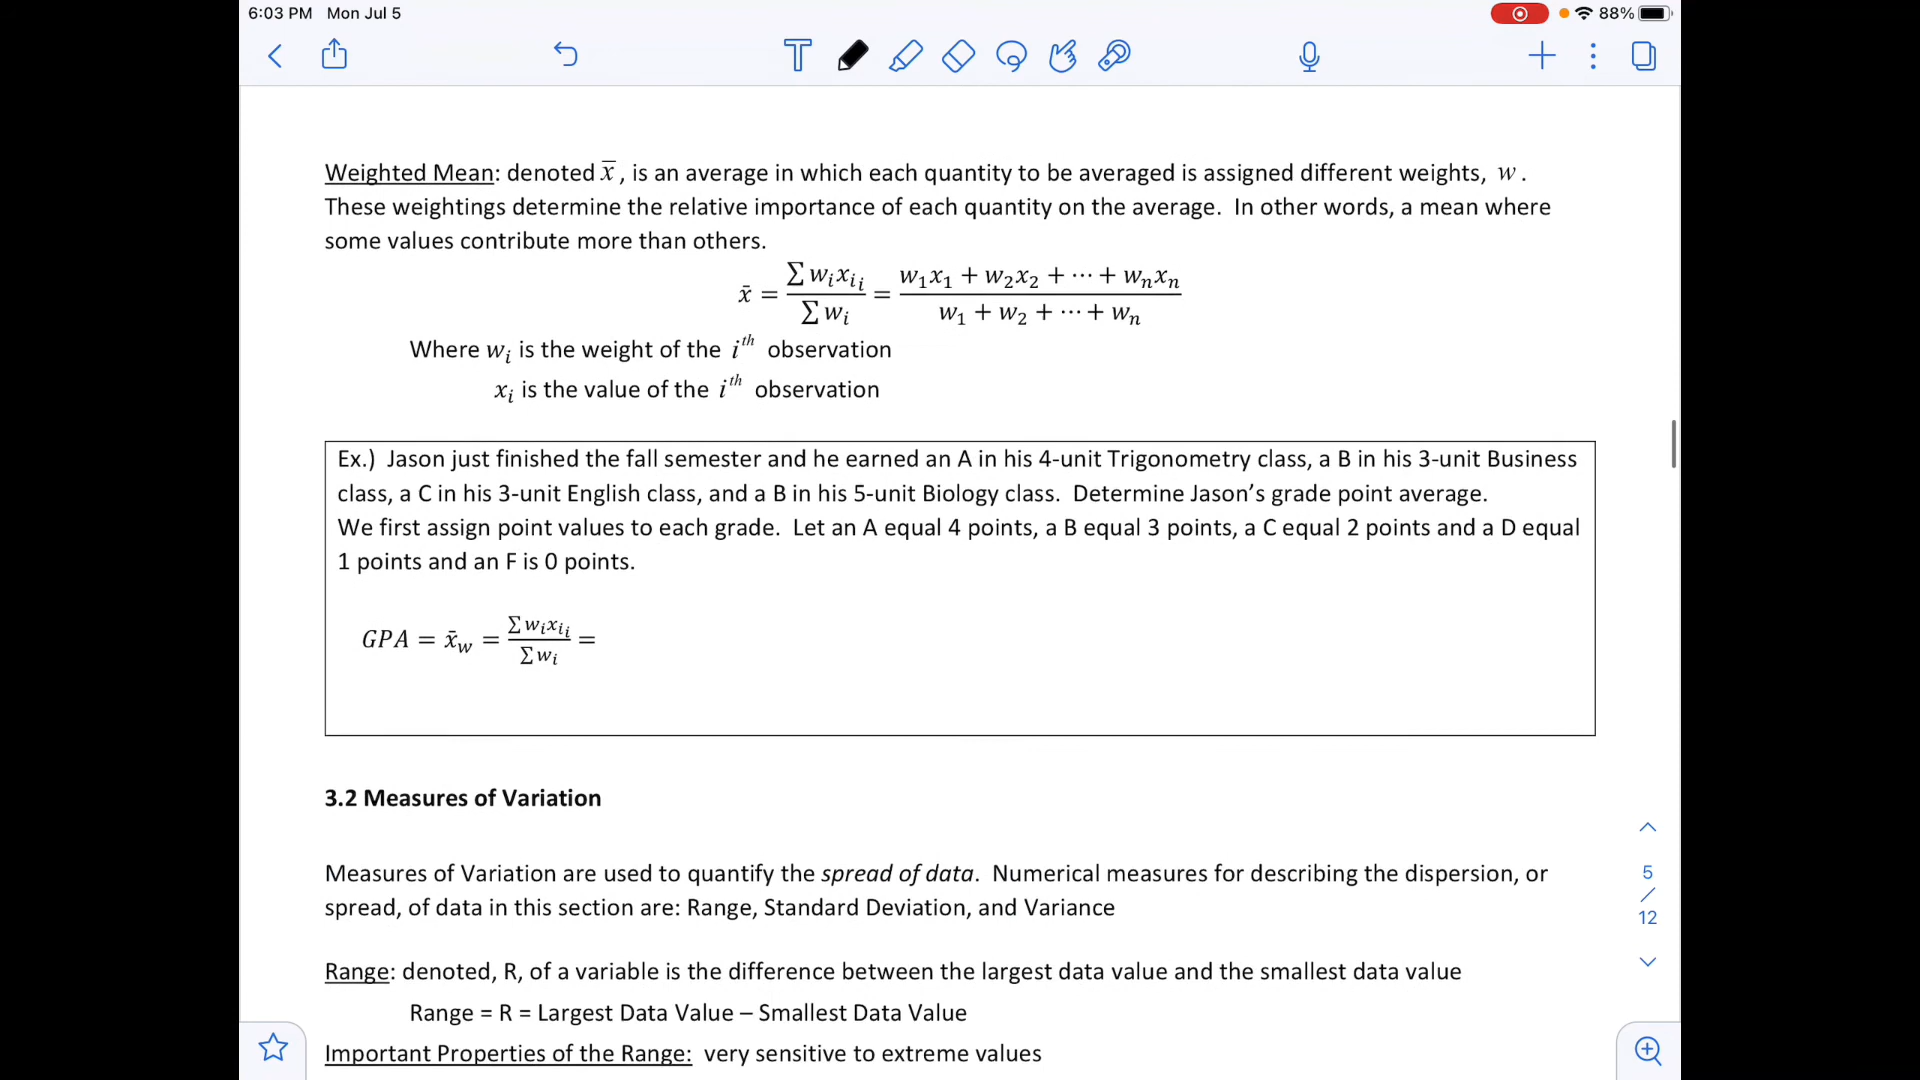 6:03 PM Mon Jul 5
88%
Weighted Mean: denoted x̅, is an average in which each quantity to be averaged is assigned different weights, w.
These weightings determine the relative importance of each quantity on the average. In other words, a mean where
some values contribute more than others.
x̄ = ∑ wᵢxᵢᵢ / ∑ wᵢ = w₁x₁ + w₂x₂ + ⋯ + wₙxₙ / w₁ + w₂ + ⋯ + wₙ
Where wᵢ is the weight of the iᵗʰ observation
xᵢ is the value of the iᵗʰ observation
Ex.) Jason just finished the fall semester and he earned an A in his 4-unit Trigonometry class, a B in his 3-unit Business
class, a C in his 3-unit English class, and a B in his 5-unit Biology class. Determine Jason’s grade point average.
We first assign point values to each grade. Let an A equal 4 points, a B equal 3 points, a C equal 2 points and a D equal
1 points and an F is 0 points.
GPA = x̄w = ∑ wᵢxᵢᵢ / ∑ wᵢ =
3.2 Measures of Variation
Measures of Variation are used to quantify the spread of data. Numerical measures for describing the dispersion, or
spread, of data in this section are: Range, Standard Deviation, and Variance
Range: denoted, R, of a variable is the difference between the largest data value and the smallest data value
Range = R = Largest Data Value – Smallest Data Value
Important Properties of the Range: very sensitive to extreme values
5
/
12